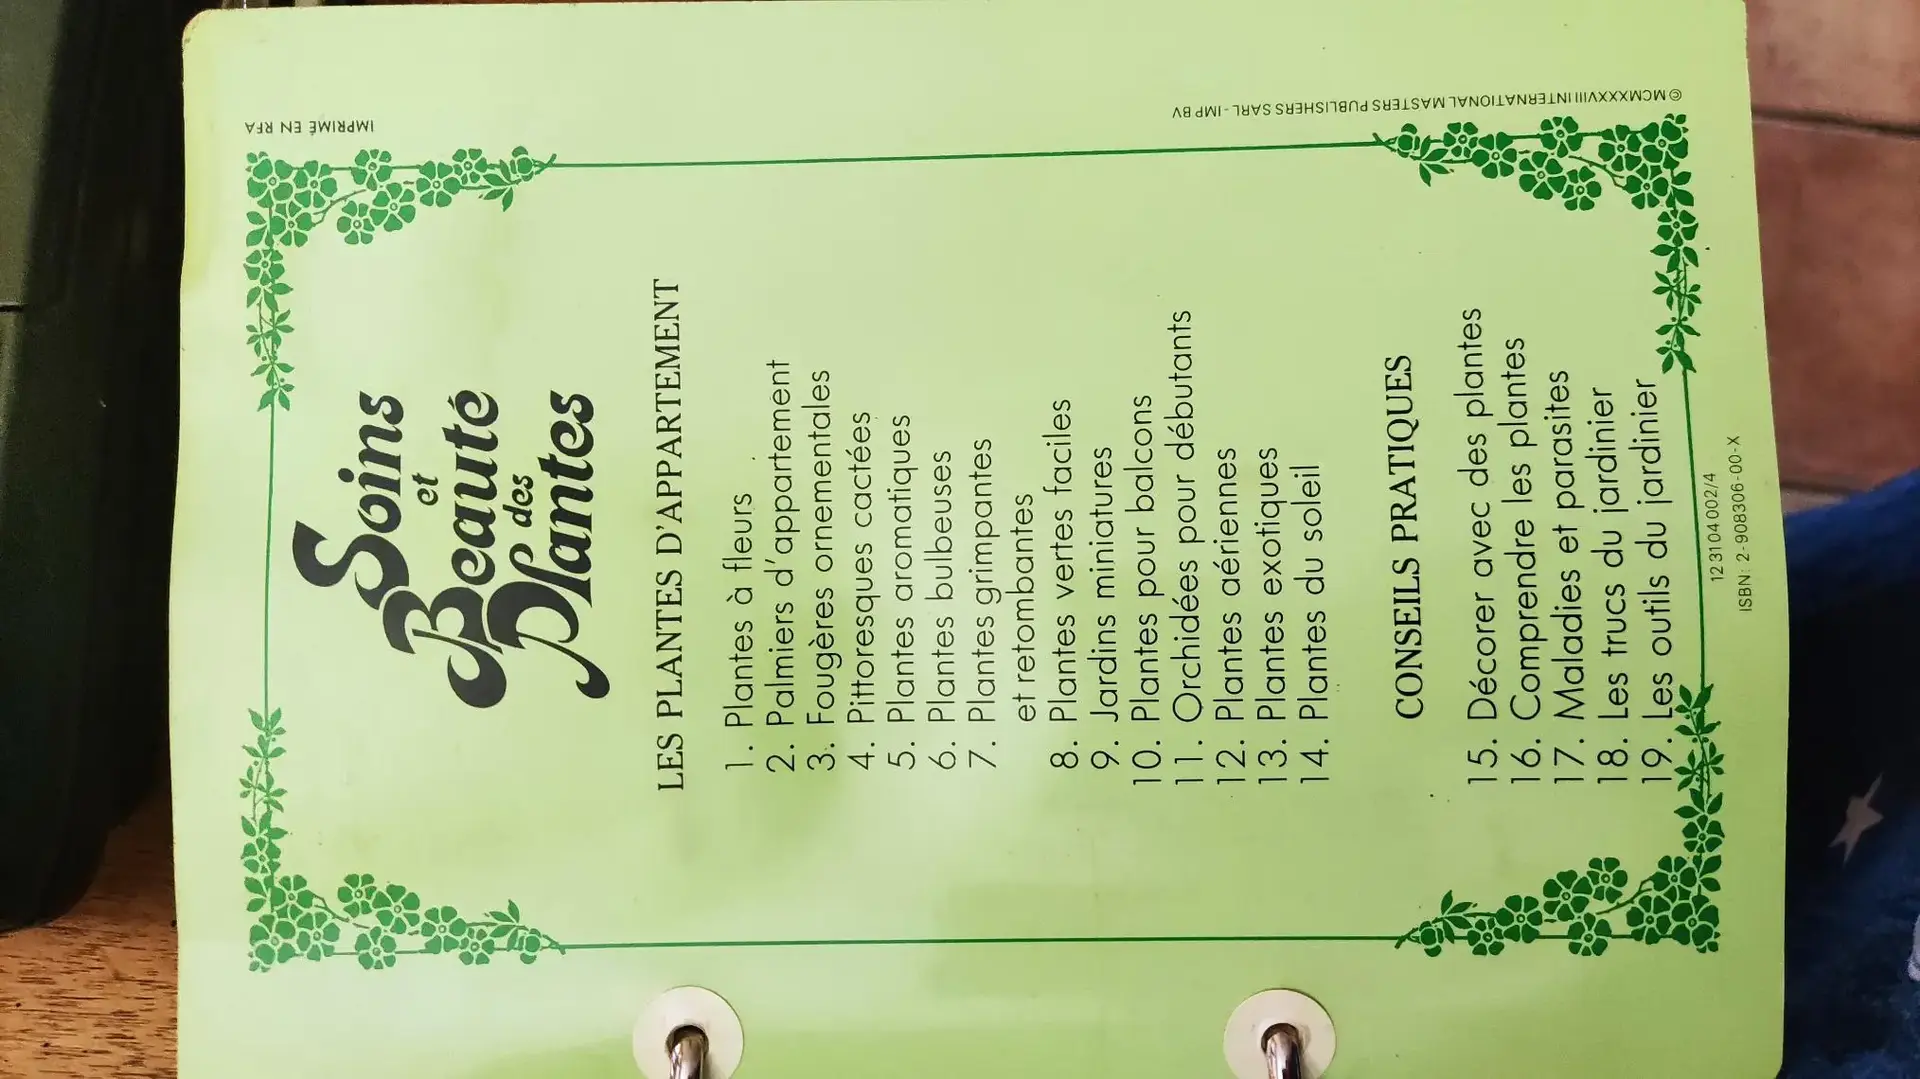 Soins
et
Beauté
des
Plantes
LES PLANTES D'APPARTEMENT
1. Plantes à fleurs
2. Palmiers d'appartement
3. Fougères ornementales
4. Pittoresques cactées
5. Plantes aromatiques
6. Plantes bulbeuses
7. Plantes grimpantes
et retombantes
8. Plantes vertes faciles
9. Jardins miniatures
10. Plantes pour balcons
11. Orchidées pour débutants
12. Plantes aériennes
13. Plantes exotiques
14. Plantes du soleil
CONSEILS PRATIQUES
15. Décorer avec des plantes
16. Comprendre les plantes
17. Maladies et parasites
18. Les trucs du jardinier
19. Les outils du jardinier
12 31 04 002/4
ISBN: 2-908306-00-X
© MCMXXXVIII INTERNATIONAL MASTERS PUBLISHERS SARL - IMP BV
IMPRIMÉ EN RFA